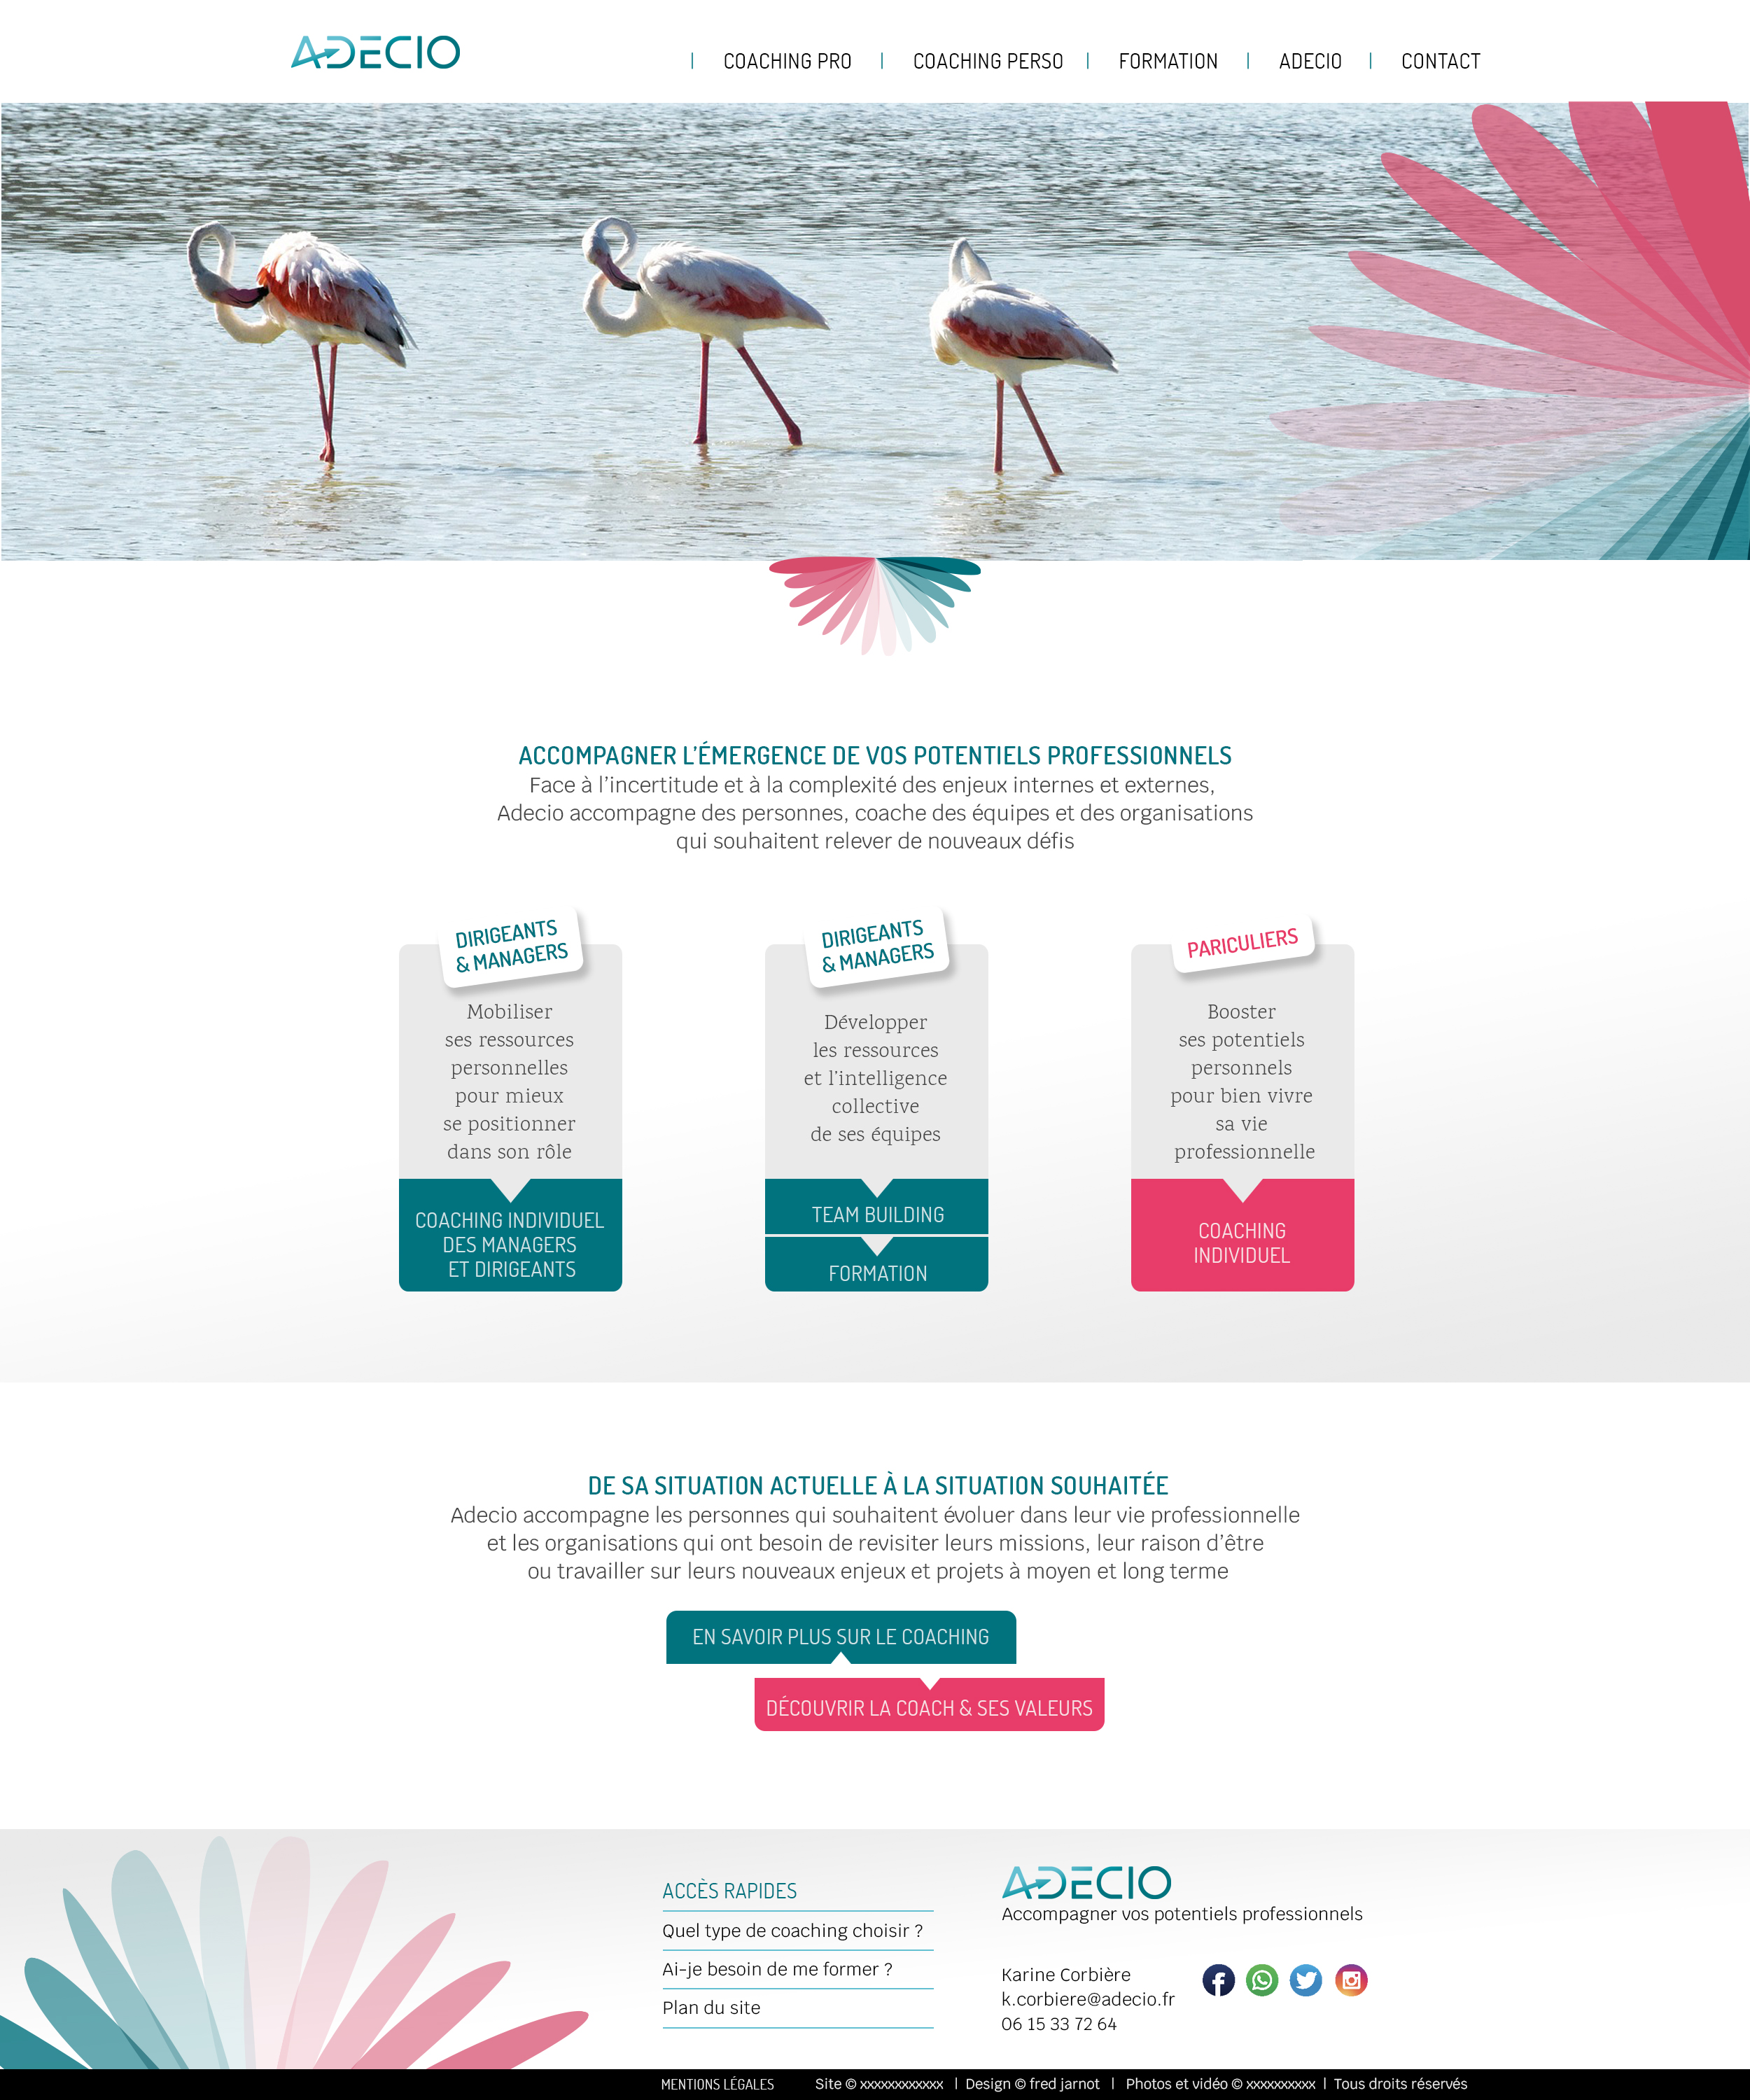 ADECIO
COACHING PRO
COACHING PERSO
FORMATION
ADECIO
CONTACT
ACCOMPAGNER L'ÉMERGENCE DE VOS POTENTIELS PROFESSIONNELS
Face à l'incertitude et à la complexité des enjeux internes et externes,
Adecio accompagne des personnes, coache des équipes et des organisations
qui souhaitent relever de nouveaux défis
DIRIGEANTS
& MANAGERS
Mobiliser
ses ressources
personnelles
pour mieux
se positionner
dans son rôle
COACHING INDIVIDUEL
DES MANAGERS
ET DIRIGEANTS
DIRIGEANTS
& MANAGERS
Développer
les ressources
et l'intelligence
collective
de ses équipes
TEAM BUILDING
FORMATION
PARICULIERS
Booster
ses potentiels
personnels
pour bien vivre
sa vie
professionnelle
COACHING
INDIVIDUEL
DE SA SITUATION ACTUELLE À LA SITUATION SOUHAITÉE
Adecio accompagne les personnes qui souhaitent évoluer dans leur vie professionnelle
et les organisations qui ont besoin de revisiter leurs missions, leur raison d'être
ou travailler sur leurs nouveaux enjeux et projets à moyen et long terme
EN SAVOIR PLUS SUR LE COACHING
DÉCOUVRIR LA COACH & SES VALEURS
ACCÈS RAPIDES
Quel type de coaching choisir ?
Ai-je besoin de me former ?
Plan du site
ADECIO
Accompagner vos potentiels professionnels
Karine Corbière
k.corbiere@adecio.fr
06 15 33 72 64
MENTIONS LÉGALES Site © xxxxxxxxxxxx | Design © fred jarnot | Photos et vidéo © xxxxxxxxxx | Tous droits réservés